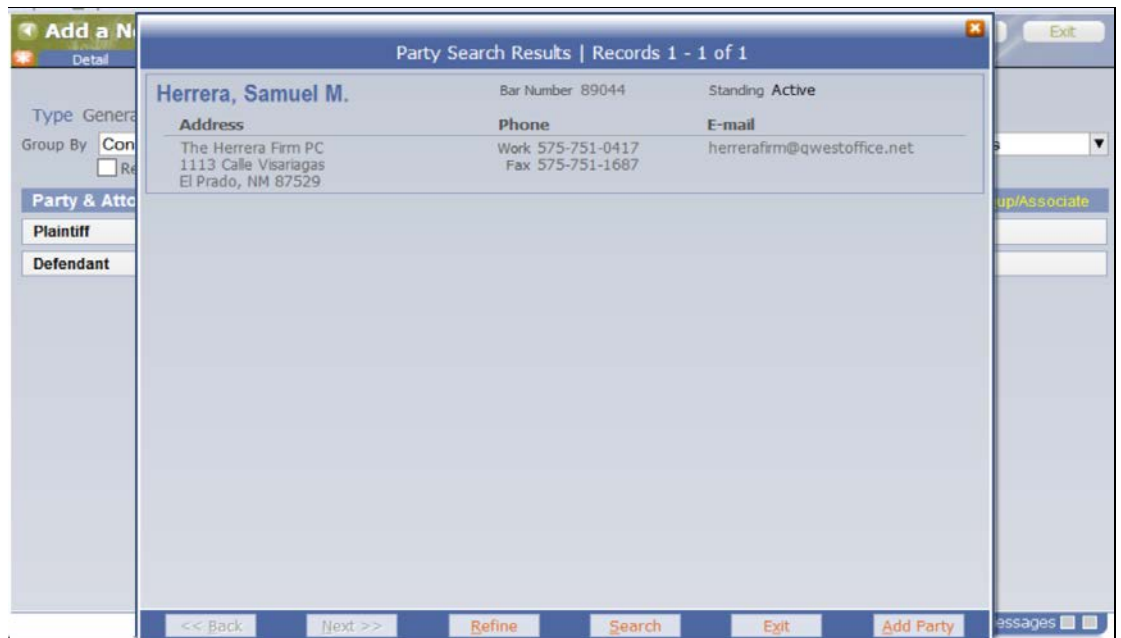 Add a N
Exit
Detail
Party Search Results | Records 1 - 1 of 1
Herrera, Samuel M. Bar Number 89044 Standing Active
Address Phone E-mail
The Herrera Firm PC Work 575-751-0417 herrerafirm@qwestoffice.net
1113 Calle Visariagas Fax 575-751-1687
El Prado, NM 87529
Type Genera
Group By Con
Re
s
Party & Atto
up/Associate
Plaintiff
Defendant
<< Back Next >> Refine Search Exit Add Party
essages